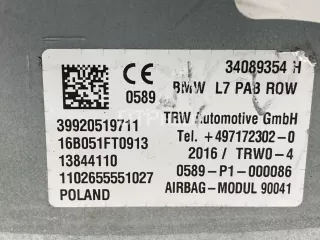 34089354 H
CE
0589
BMW L7 PAB ROW
TRW Automotive GmbH
39920519711
Tel. +497172302-0
16B051FT0913
2016 / TRW0-4
13844110
0589-P1-000086
1102655551027
AIRBAG-MODUL 90041
POLAND